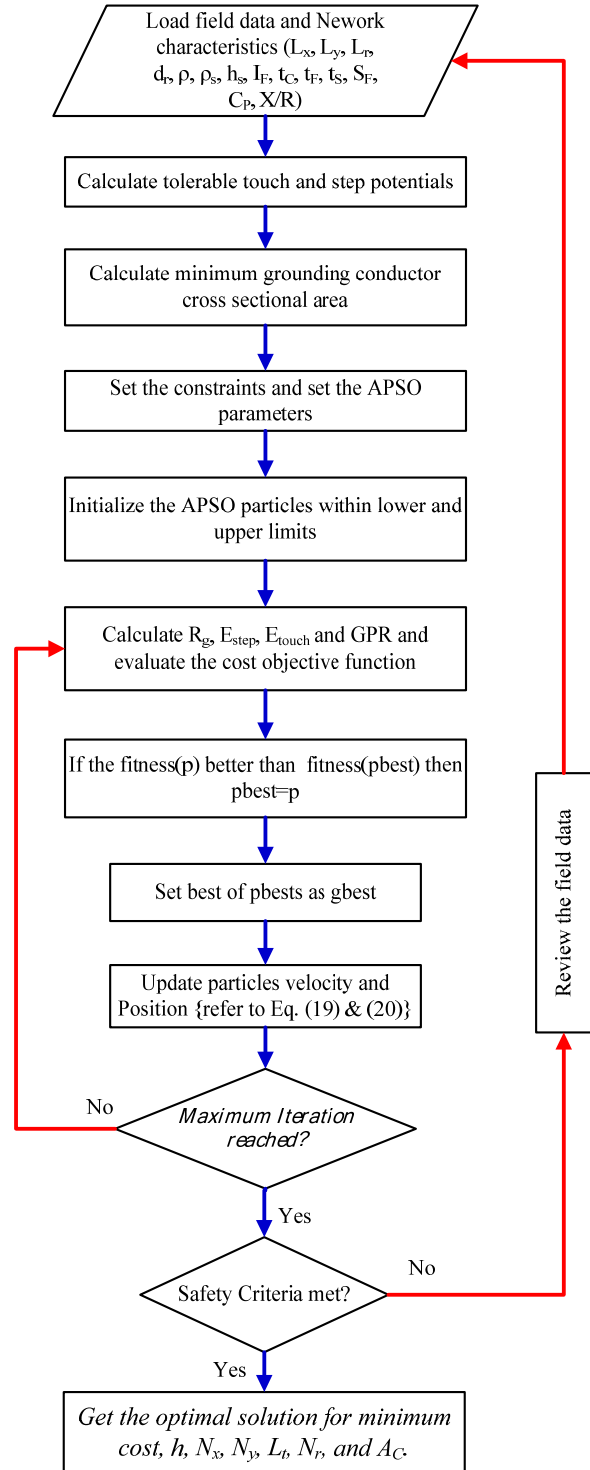 Load field data and Nework
characteristics (Lx, Ly, Lr,
dr, ρ, ρs, hs, IF, tC, tF, tS, SF,
CP, X/R)
Calculate tolerable touch and step potentials
Calculate minimum grounding conductor
cross sectional area
Set the constraints and set the APSO
parameters
Initialize the APSO particles within lower and
upper limits
Calculate Rg, Estep, Etouch and GPR and
evaluate the cost objective function
If the fitness(p) better than fitness(pbest) then
pbest=p
Set best of pbests as gbest
Update particles velocity and
Position {refer to Eq. (19) & (20)}
No
Maximum Iteration
reached?
Yes
Safety Criteria met?
No
Review the field data
Yes
Get the optimal solution for minimum
cost, h, Nx, Ny, Lt, Nr, and AC.